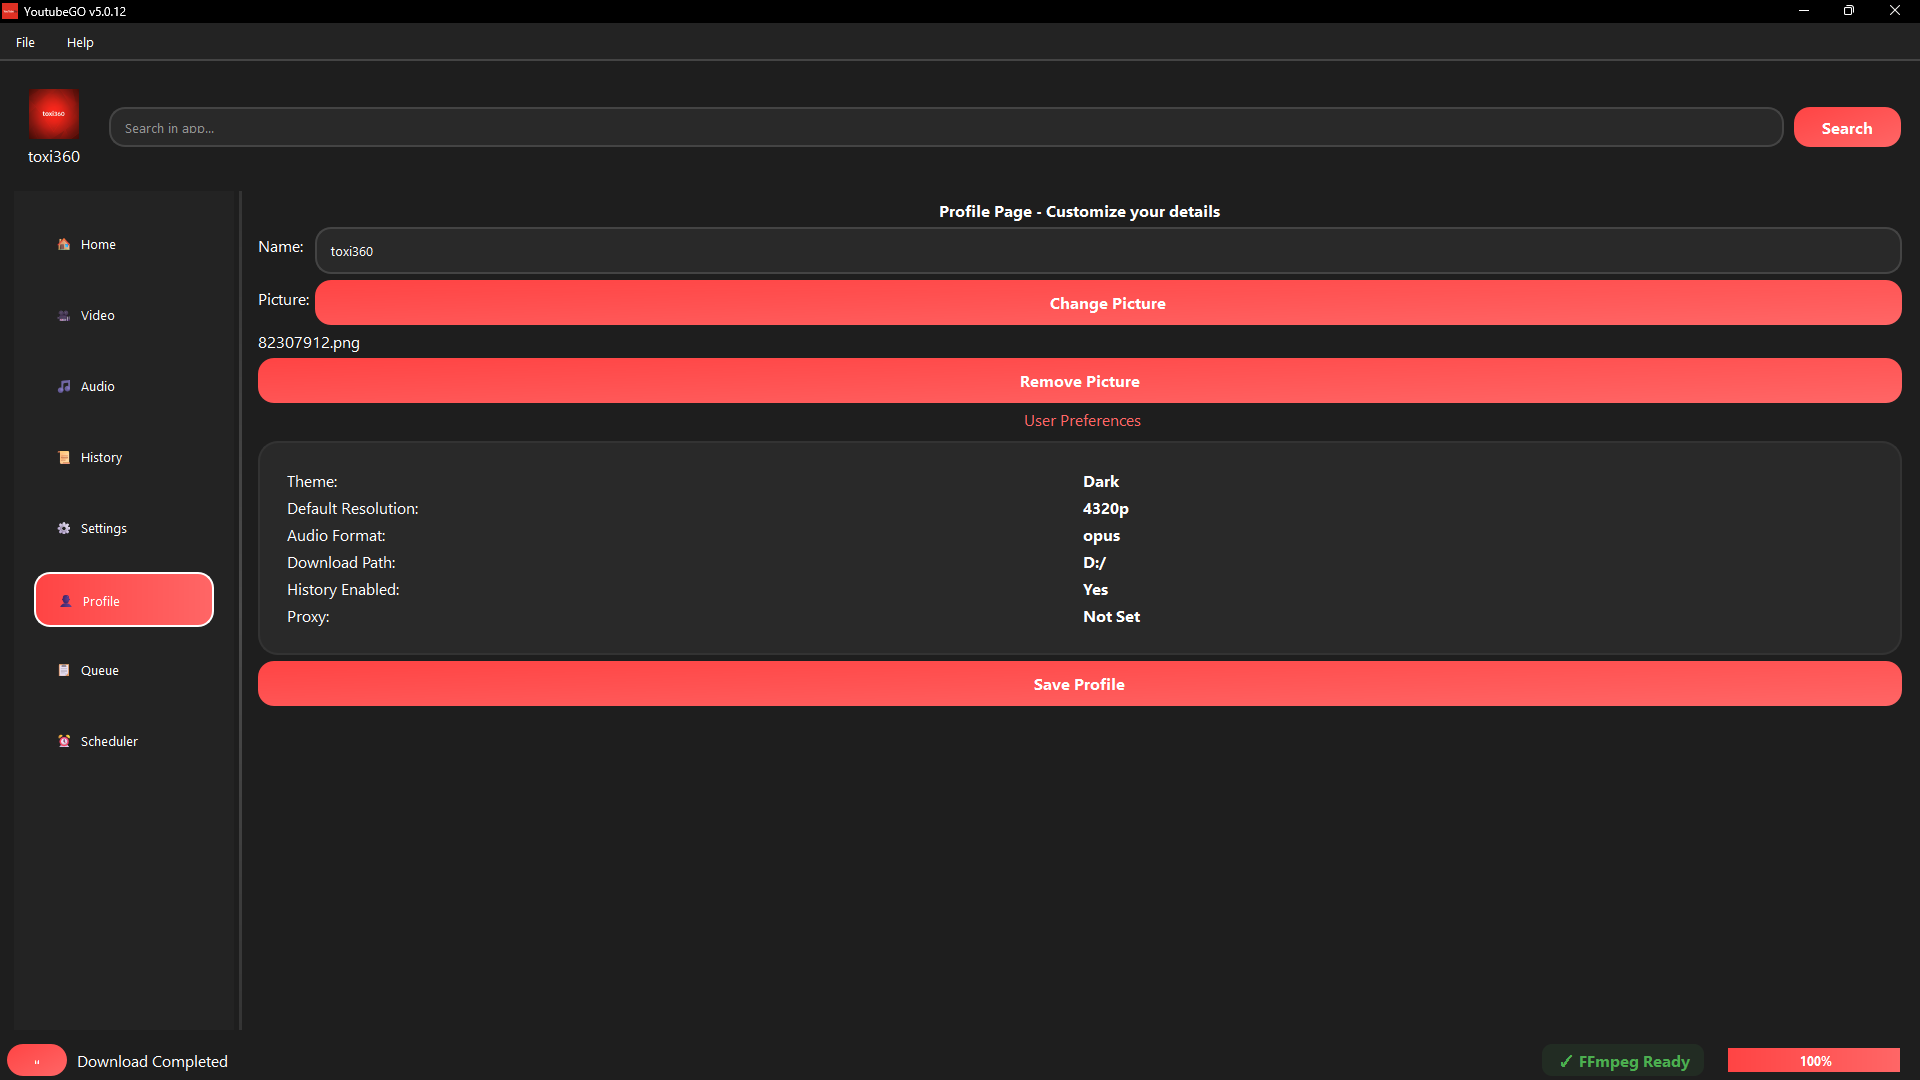 YoutubeGO v5.0.12
File Help
toxi360
Search in app...
Search
toxi360
Home
Video
Audio
History
Settings
Profile
Queue
Scheduler
Profile Page - Customize your details
Name: toxi360
Picture: Change Picture
82307912.png
Remove Picture
User Preferences
Theme: Dark
Default Resolution: 4320p
Audio Format: opus
Download Path: D:/
History Enabled: Yes
Proxy: Not Set
Save Profile
Download Completed
✓ FFmpeg Ready
100%